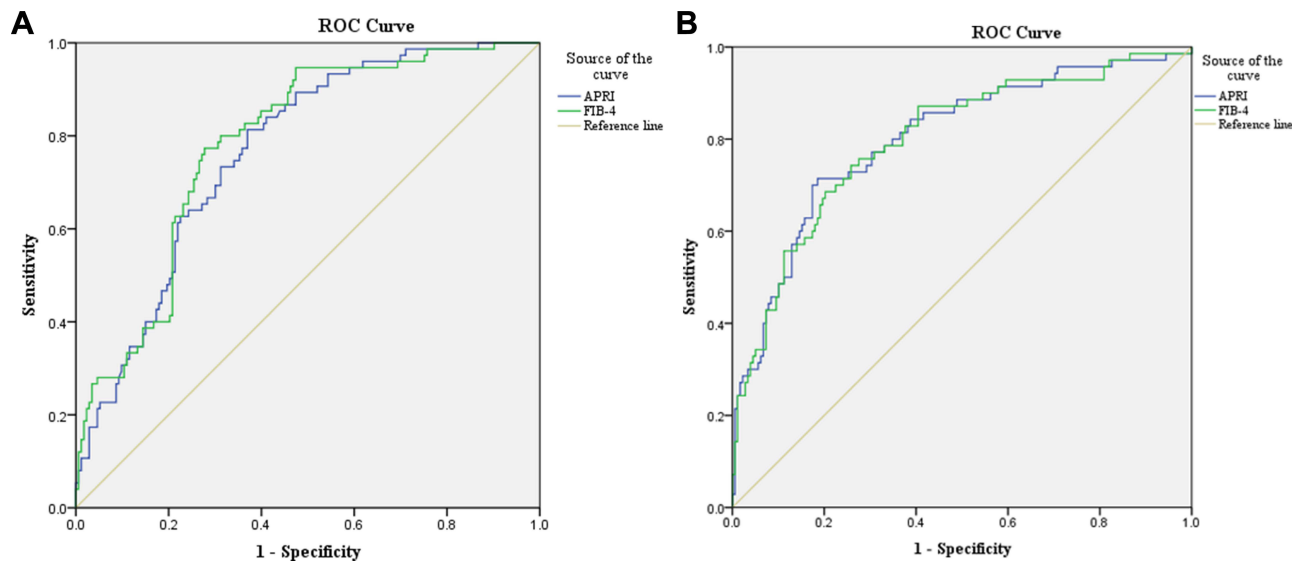 A
ROC Curve
Source of the
curve
APRI
FIB-4
Reference line
Sensitivity
1.0
0.8
0.6
0.4
0.2
0.0
0.0 0.2 0.4 0.6 0.8 1.0
1 - Specificity
B
ROC Curve
Source of the
curve
APRI
FIB-4
Reference line
Sensitivity
1.0
0.8
0.6
0.4
0.2
0.0
0.0 0.2 0.4 0.6 0.8 1.0
1 - Specificity